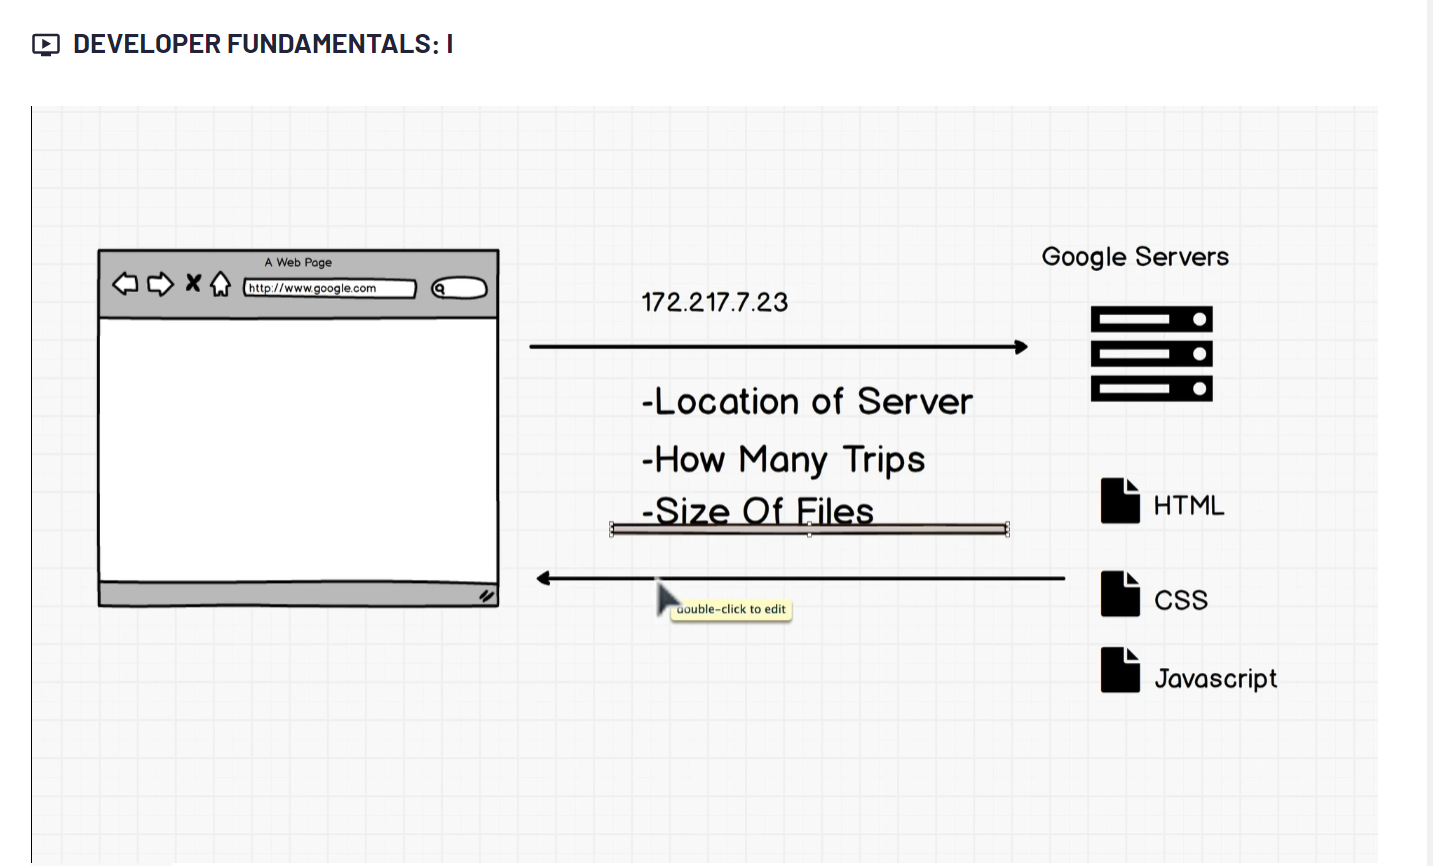 DEVELOPER FUNDAMENTALS: I
A Web Page
http://www.google.com
172.217.7.23
Google Servers
-Location of Server
-How Many Trips
-Size Of Files
HTML
double-click to edit
CSS
Javascript